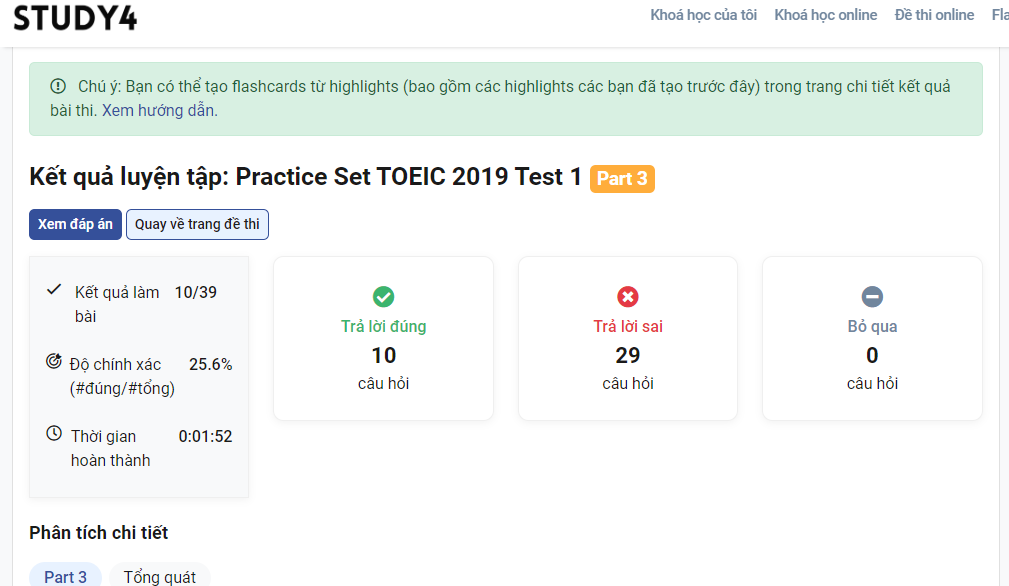 STUDY4
Khoá học của tôi Khoá học online Đề thi online Fla
Chú ý: Bạn có thể tạo flashcards từ highlights (bao gồm các highlights các bạn đã tạo trước đây) trong trang chi tiết kết quả
bài thi. Xem hướng dẫn.
Kết quả luyện tập: Practice Set TOEIC 2019 Test 1 Part 3
Xem đáp án Quay về trang đề thi
Kết quả làm 10/39
bài
Độ chính xác 25.6%
(#đúng/#tổng)
Thời gian 0:01:52
hoàn thành
Trả lời đúng
10
câu hỏi
Trả lời sai
29
câu hỏi
Bỏ qua
0
câu hỏi
Phân tích chi tiết
Part 3 Tổng quát